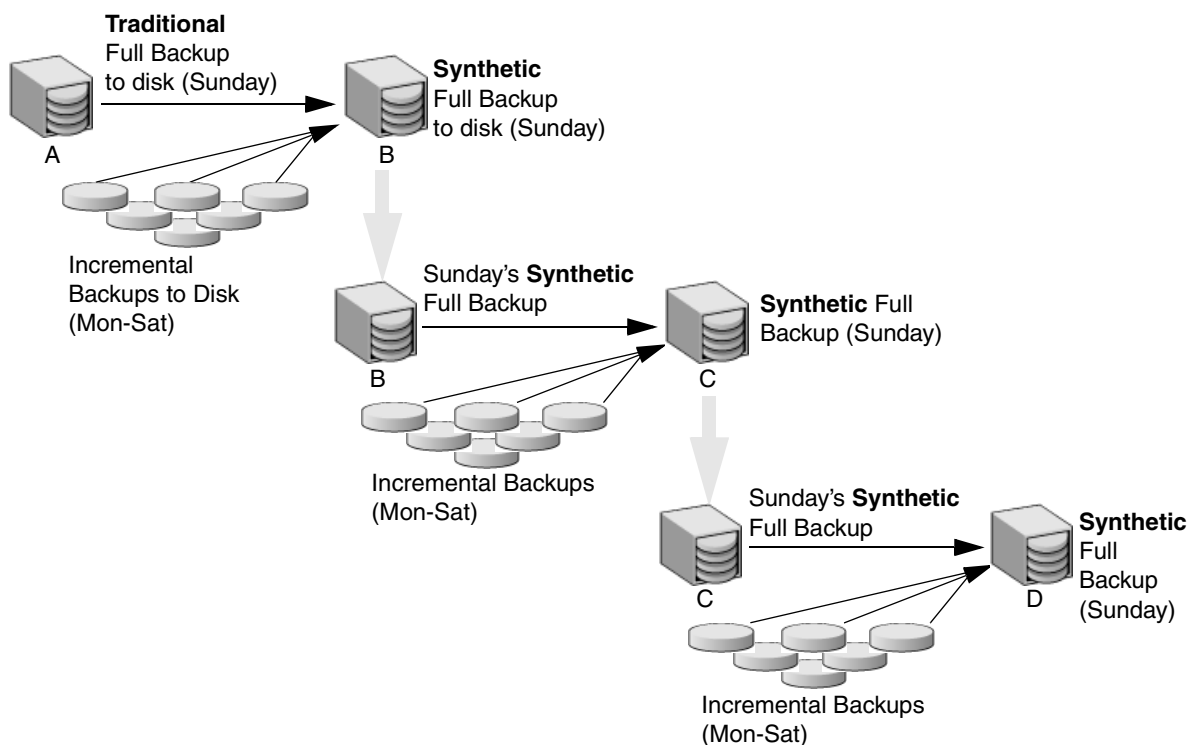 Traditional
Full Backup
to disk (Sunday)
Synthetic
Full Backup
to disk (Sunday)
A
B
Incremental
Backups to Disk
(Mon-Sat)
Sunday’s Synthetic
Full Backup
Synthetic Full
Backup (Sunday)
B
C
Incremental Backups
(Mon-Sat)
Sunday’s Synthetic
Full Backup
Synthetic
Full
Backup
(Sunday)
C
D
Incremental Backups
(Mon-Sat)